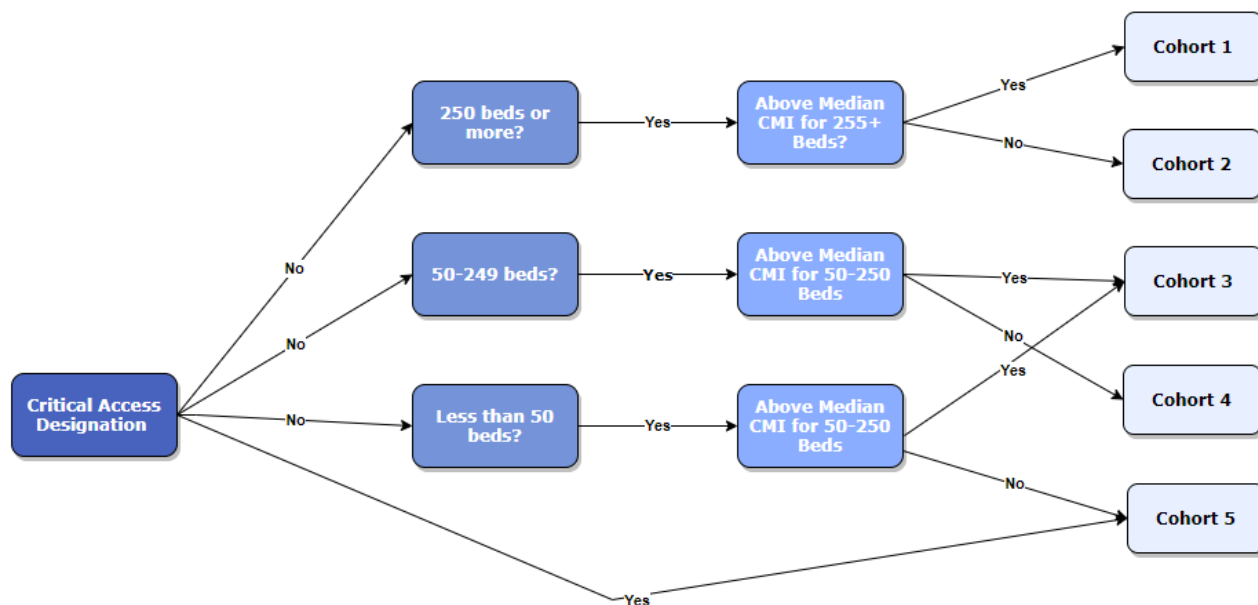 Critical Access
Designation
No
No
No
Yes
250 beds or
more?
Yes
Above Median
CMI for 255+
Beds?
Yes
No
Cohort 1
Cohort 2
50-249 beds?
Yes
Above Median
CMI for 50-250
Beds
Yes
No
Cohort 3
Cohort 4
Less than 50
beds?
Yes
Above Median
CMI for 50-250
Beds
Yes
No
Cohort 5